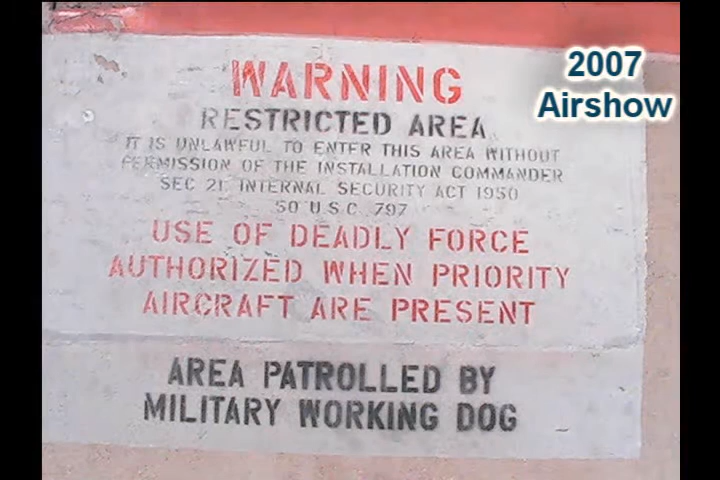 2007
Airshow
WARNING
RESTRICTED AREA
IT IS UNLAWFUL TO ENTER THIS AREA WITHOUT
PERMISSION OF THE INSTALLATION COMMANDER
SEC 21, INTERNAL SECURITY ACT 1950
50 U.S.C. 797
USE OF DEADLY FORCE
AUTHORIZED WHEN PRIORITY
AIRCRAFT ARE PRESENT
AREA PATROLLED BY
MILITARY WORKING DOG